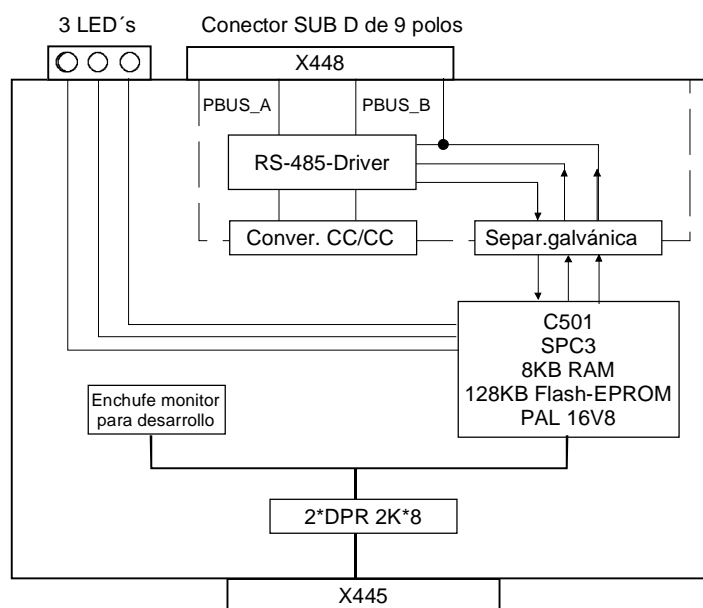 3 LED´s
Conector SUB D de 9 polos
X448
PBUS_A
PBUS_B
RS-485-Driver
Conver. CC/CC
Separ.galvánica
C501
SPC3
8KB RAM
128KB Flash-EPROM
PAL 16V8
Enchufe monitor
para desarrollo
2*DPR 2K*8
X445